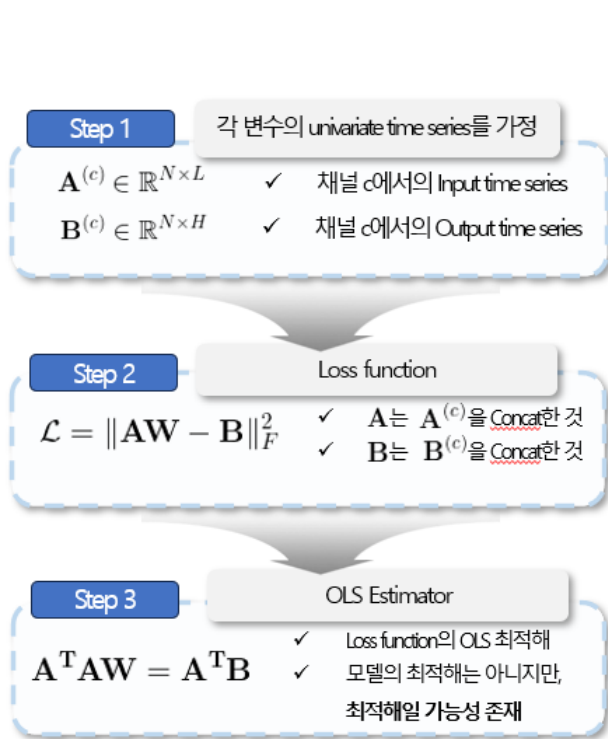 Step 1 각 변수의 univariate time series를 가정
A^(c) ∈ ℝ^{N×L} ✓ 채널 c에서의 Input time series
B^(c) ∈ ℝ^{N×H} ✓ 채널 c에서의 Output time series
Step 2 Loss function
ℒ = ‖AW − B‖²_F ✓ A는 A^(c)을 Concat한 것
✓ B는 B^(c)을 Concat한 것
Step 3 OLS Estimator
✓ Loss function의 OLS 최적해
A^T AW = A^T B ✓ 모델의 최적해는 아니지만,
최적해일 가능성 존재